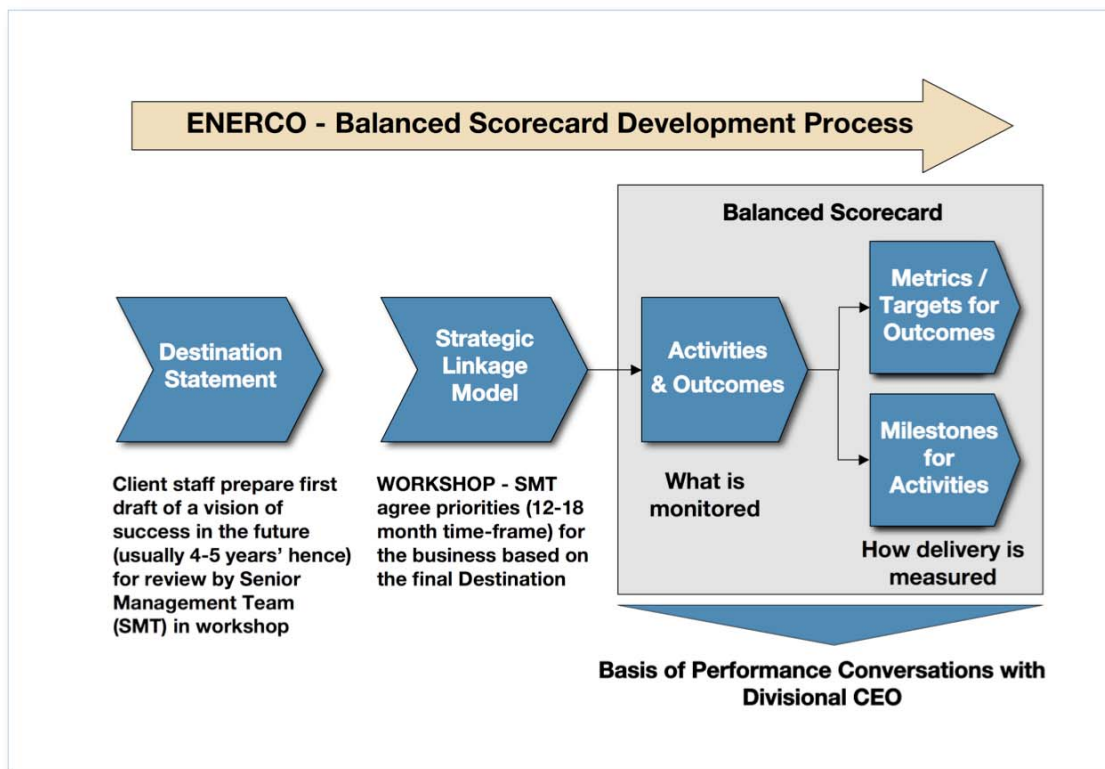 ENERCO - Balanced Scorecard Development Process
Balanced Scorecard
Destination
Statement
Strategic
Linkage
Model
Activities
& Outcomes
Metrics /
Targets for
Outcomes
Milestones
for
Activities
Client staff prepare first
draft of a vision of
success in the future
(usually 4-5 years’ hence)
for review by Senior
Management Team
(SMT) in workshop
WORKSHOP - SMT
agree priorities (12-18
month time-frame) for
the business based on
the final Destination
What is
monitored
How delivery is
measured
Basis of Performance Conversations with
Divisional CEO